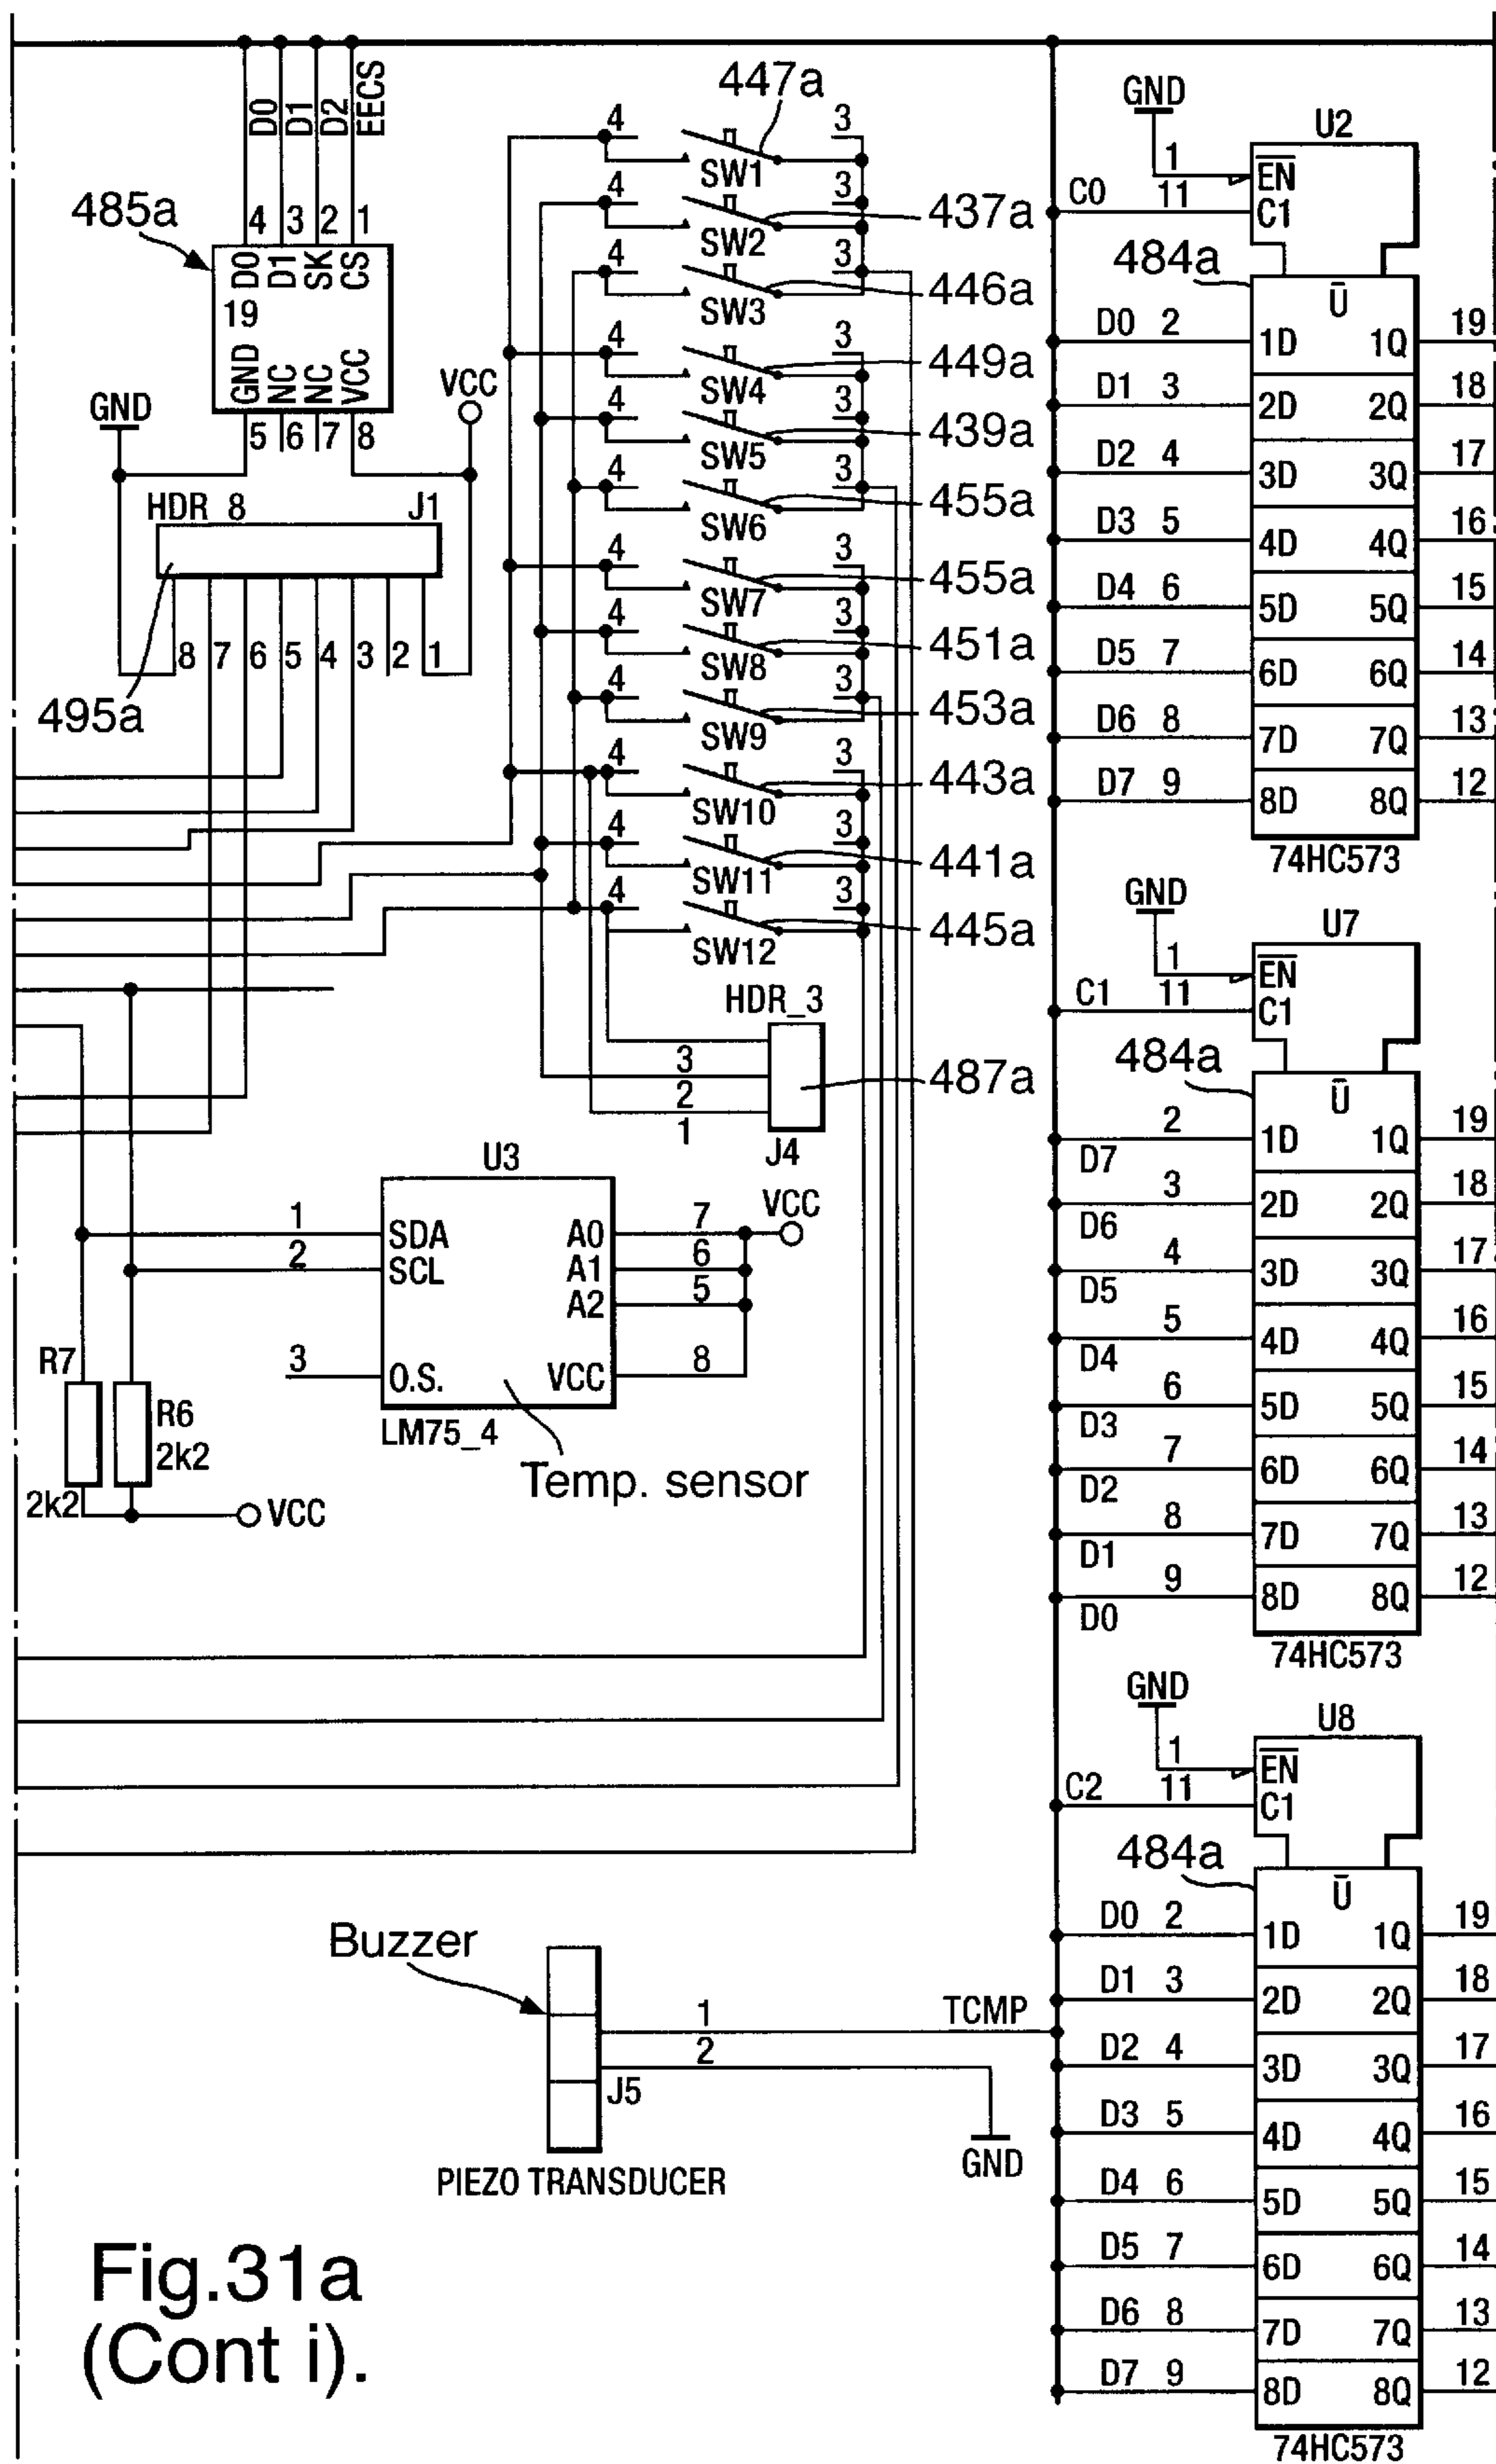 D0
D1
D2
EECS
485a
4 3 2 1
D0
D1
SK
CS
19
GND
NC
NC
VCC
5 6 7 8
GND
VCC
HDR_8
J1
8 7 6 5 4 3 2 1
495a
447a
4 SW1 3
4 SW2 3 437a
4 SW3 3 446a
4 SW4 3 449a
4 SW5 3 439a
4 SW6 3 455a
4 SW7 3 455a
4 SW8 3 451a
4 SW9 3 453a
4 SW10 3 443a
4 SW11 3 441a
4 SW12 3 445a
HDR_3
3
2
1
487a
J4
U3
1 SDA A0 7
VCC
2 SCL A1 6
A2 5
3 O.S. VCC 8
LM75_4
Temp. sensor
R7
2k2
R6
2k2
VCC
Buzzer
1 TCMP
2
J5
GND
PIEZO TRANSDUCER
GND
U2
1 EN
C0 11 C1
484a
U
D0 2 1D 1Q 19
D1 3 2D 2Q 18
D2 4 3D 3Q 17
D3 5 4D 4Q 16
D4 6 5D 5Q 15
D5 7 6D 6Q 14
D6 8 7D 7Q 13
D7 9 8D 8Q 12
74HC573
GND
U7
1 EN
C1 11 C1
484a
U
D7 2 1D 1Q 19
D6 3 2D 2Q 18
D5 4 3D 3Q 17
D4 5 4D 4Q 16
D3 6 5D 5Q 15
D2 7 6D 6Q 14
D1 8 7D 7Q 13
D0 9 8D 8Q 12
74HC573
GND
U8
1 EN
C2 11 C1
484a
U
D0 2 1D 1Q 19
D1 3 2D 2Q 18
D2 4 3D 3Q 17
D3 5 4D 4Q 16
D4 6 5D 5Q 15
D5 7 6D 6Q 14
D6 8 7D 7Q 13
D7 9 8D 8Q 12
74HC573
Fig.31a
(Cont i).